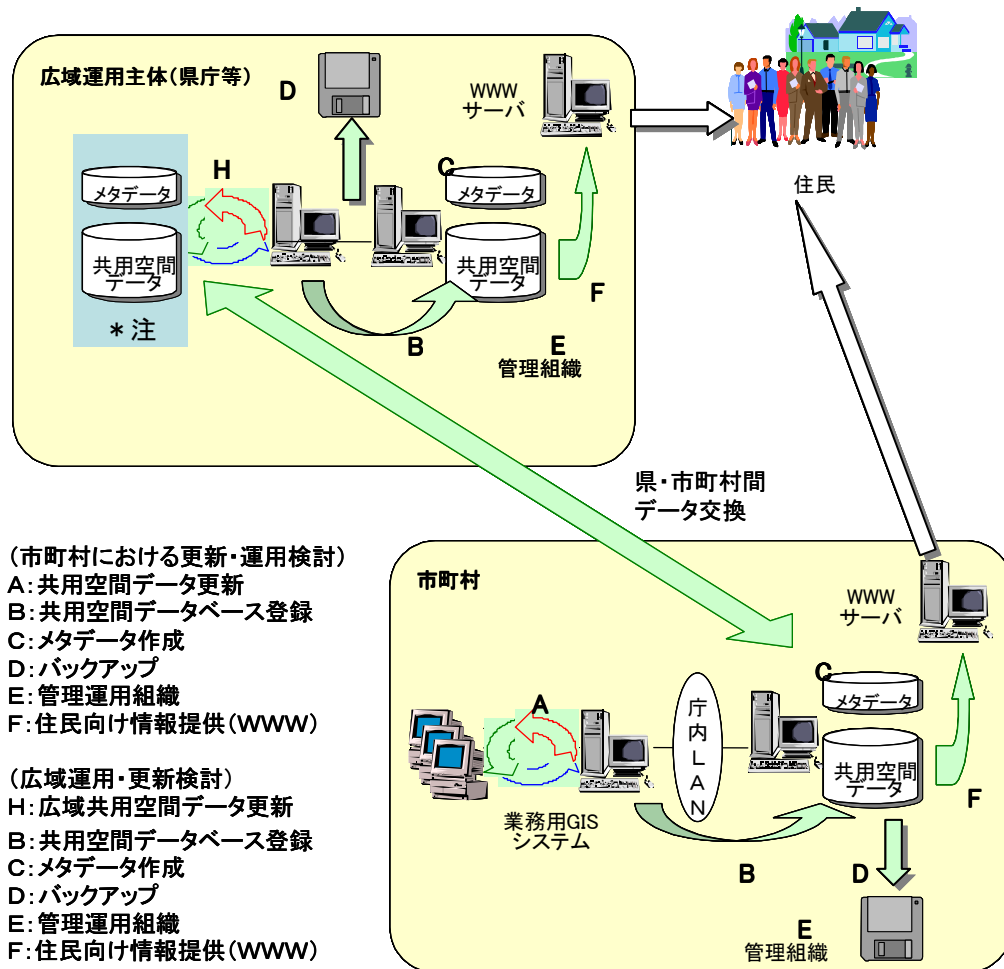 広域運用主体(県庁等)
D
WWW
サーバ
H
C
メタデータ
メタデータ
共用空間
データ
共用空間
データ
*注
B
F
E
管理組織
住民
県・市町村間
データ交換
(市町村における更新・運用検討)
A:共用空間データ更新
B:共用空間データベース登録
C:メタデータ作成
D:バックアップ
E:管理運用組織
F:住民向け情報提供(WWW)
(広域運用・更新検討)
H:広域共用空間データ更新
B:共用空間データベース登録
C:メタデータ作成
D:バックアップ
E:管理運用組織
F:住民向け情報提供(WWW)
市町村
WWW
サーバ
C
メタデータ
A
庁内LAN
共用空間
データ
F
業務用GIS
システム
B
D
E
管理組織